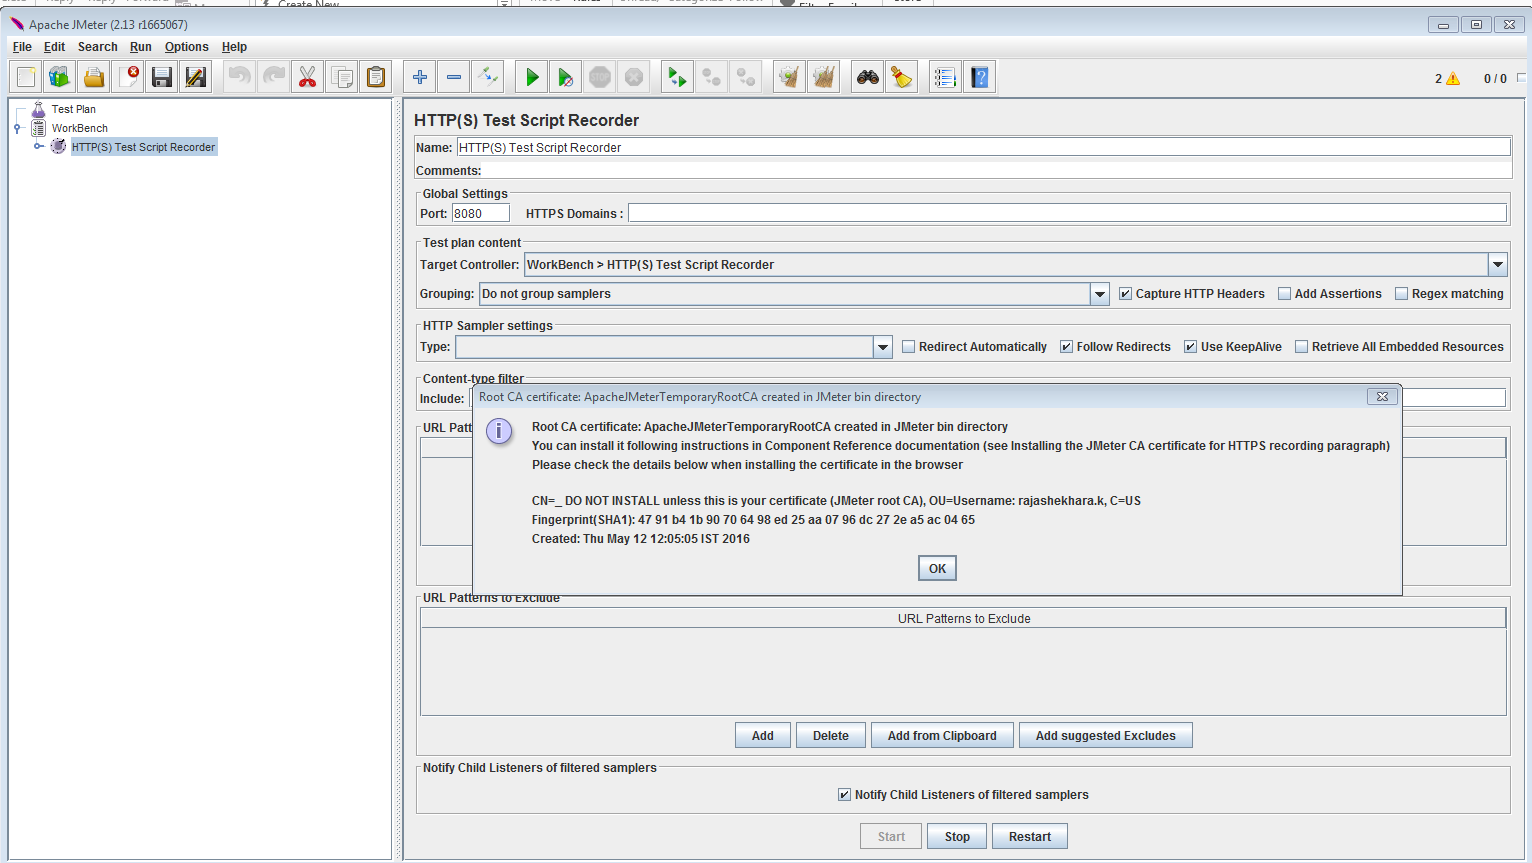 Create New
Apache JMeter (2.13 r1665067)
File Edit Search Run Options Help
2 0 / 0
Test Plan
WorkBench
HTTP(S) Test Script Recorder
HTTP(S) Test Script Recorder
Name: HTTP(S) Test Script Recorder
Comments:
Global Settings
Port: 8080 HTTPS Domains :
Test plan content
Target Controller: WorkBench > HTTP(S) Test Script Recorder
Grouping: Do not group samplers Capture HTTP Headers Add Assertions Regex matching
HTTP Sampler settings
Type: Redirect Automatically Follow Redirects Use KeepAlive Retrieve All Embedded Resources
Content-type filter
Include:
Root CA certificate: ApacheJMeterTemporaryRootCA created in JMeter bin directory
Root CA certificate: ApacheJMeterTemporaryRootCA created in JMeter bin directory
You can install it following instructions in Component Reference documentation (see Installing the JMeter CA certificate for HTTPS recording paragraph)
Please check the details below when installing the certificate in the browser
CN=_ DO NOT INSTALL unless this is your certificate (JMeter root CA), OU=Username: rajashekhara.k, C=US
Fingerprint(SHA1): 47 91 b4 1b 90 70 64 98 ed 25 aa 07 96 dc 27 2e a5 ac 04 65
Created: Thu May 12 12:05:05 IST 2016
OK
URL Patt
URL Patterns to Exclude
URL Patterns to Exclude
Add Delete Add from Clipboard Add suggested Excludes
Notify Child Listeners of filtered samplers
Notify Child Listeners of filtered samplers
Start Stop Restart